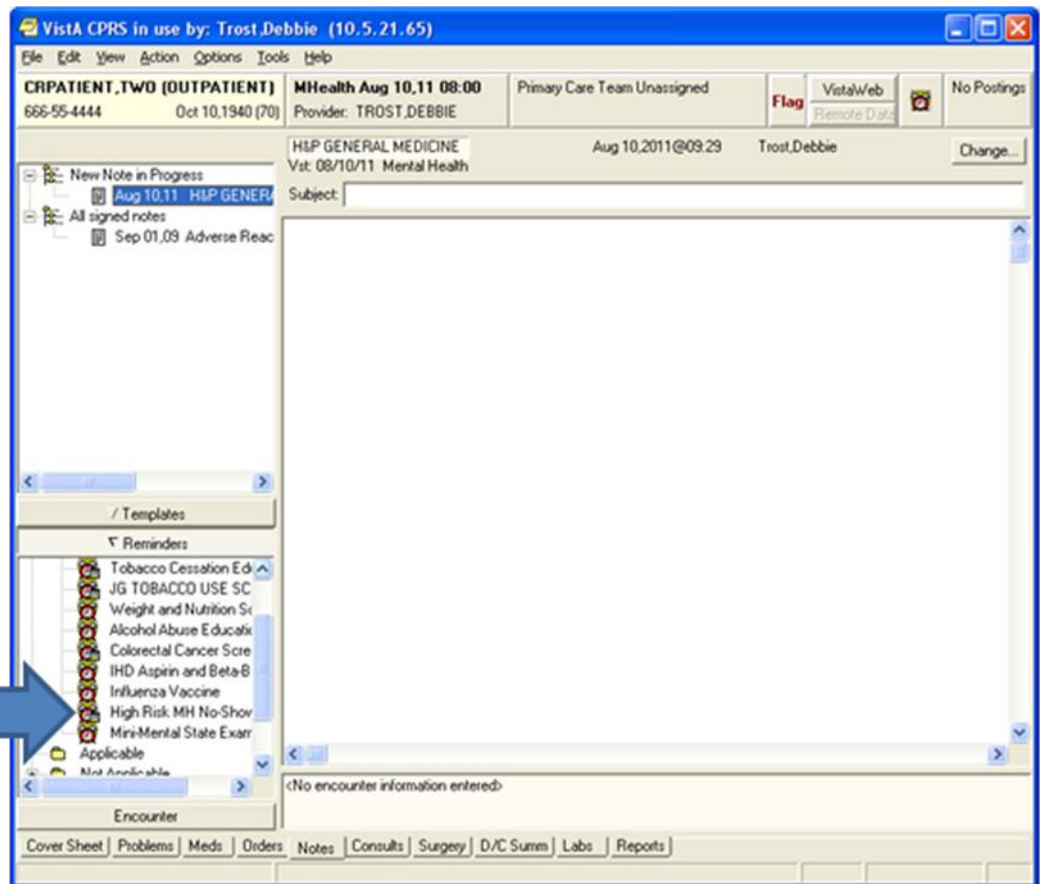 VistA CPRS in use by: Trost,Debbie (10.5.21.65)
File Edit View Action Options Tools Help
CRPATIENT,TWO (OUTPATIENT)
666-55-4444 Oct 10,1940 (70)
MHealth Aug 10,11 08:00
Provider: TROST,DEBBIE
Primary Care Team Unassigned
Flag
VistaWeb
Remote Data
No Postings
H&P GENERAL MEDICINE Aug 10,2011@09:29 Trost,Debbie
Vst: 08/10/11 Mental Health
Change...
Subject:
New Note in Progress
Aug 10,11 H&P GENERA
All signed notes
Sep 01,09 Adverse Reac
/ Templates
Reminders
Tobacco Cessation Edu
JG TOBACCO USE SC
Weight and Nutrition Sc
Alcohol Abuse Educatic
Colorectal Cancer Scre
IHD Aspirin and Beta-B
Influenza Vaccine
High Risk MH No-Shov
Mini-Mental State Exam
Applicable
Not Applicable
Encounter
<No encounter information entered>
Cover Sheet Problems Meds Orders Notes Consults Surgery D/C Summ Labs Reports